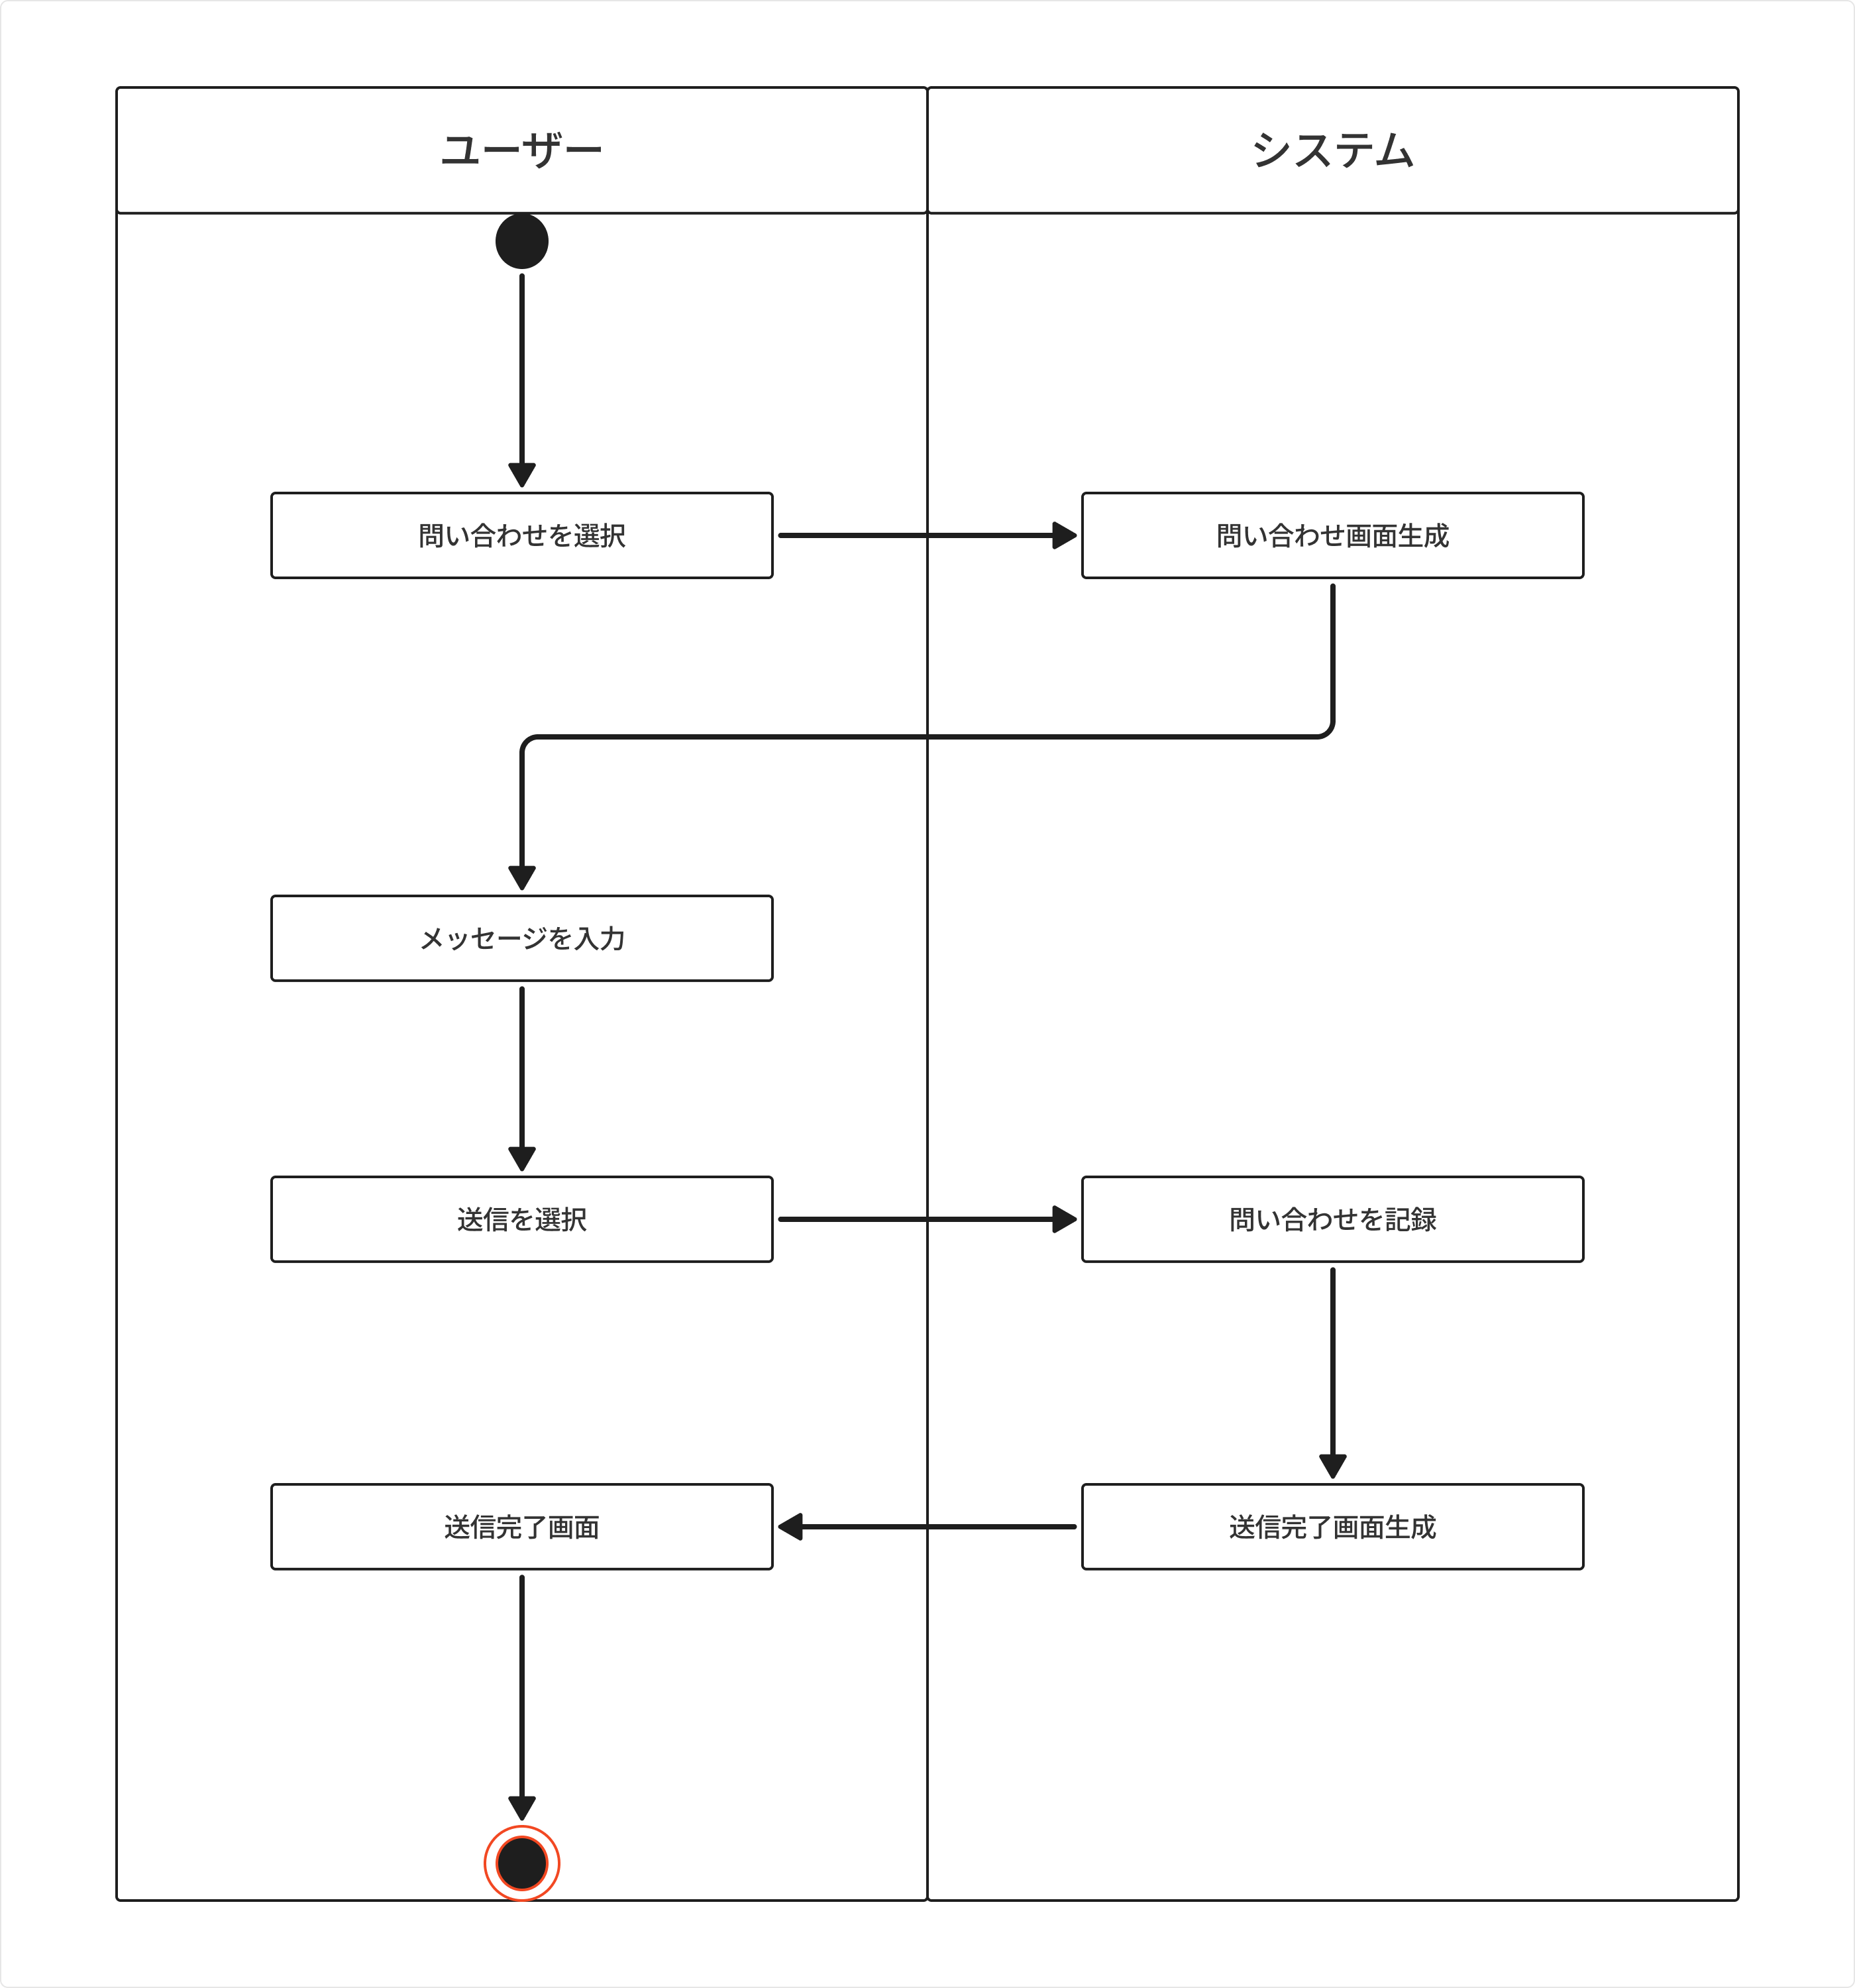 ユーザー
システム
問い合わせを選択
問い合わせ画面生成
メッセージを入力
送信を選択
問い合わせを記録
送信完了画面
送信完了画面生成